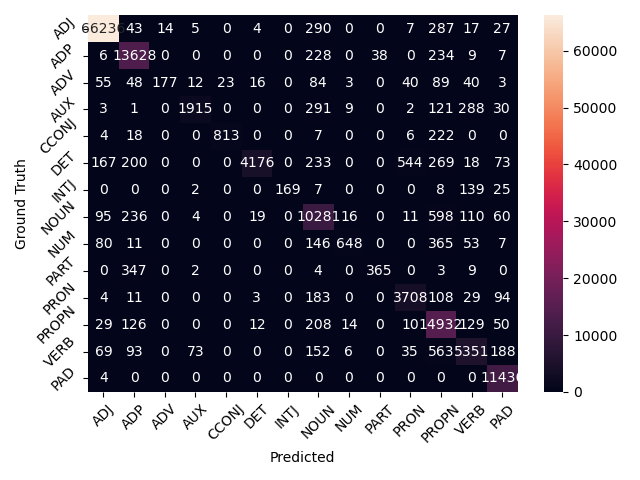 ADJ 66236 43 14 5 0 4 0 290 0 0 7 287 17 27
ADP 6 13628 0 0 0 0 0 228 0 38 0 234 9 7
ADV 55 48 177 12 23 16 0 84 3 0 40 89 40 3
AUX 3 1 0 1915 0 0 0 291 9 0 2 121 288 30
CCONJ 4 18 0 0 813 0 0 7 0 0 6 222 0 0
DET 167 200 0 0 0 4176 0 233 0 0 544 269 18 73
INTJ 0 0 0 2 0 0 169 7 0 0 0 8 139 25
NOUN 95 236 0 4 0 19 0 10281 16 0 11 598 110 60
NUM 80 11 0 0 0 0 0 146 648 0 0 365 53 7
PART 0 347 0 2 0 0 0 4 0 365 0 3 9 0
PRON 4 11 0 0 0 3 0 183 0 0 3708 108 29 94
PROPN 29 126 0 0 0 12 0 208 14 0 10 14932 129 50
VERB 69 93 0 73 0 0 0 152 6 0 35 563 5351 188
PAD 4 0 0 0 0 0 0 0 0 0 0 0 0 11436
ADJ ADP ADV AUX CCONJ DET INTJ NOUN NUM PART PRON PROPN VERB PAD
Predicted
Ground Truth
60000
50000
40000
30000
20000
10000
0